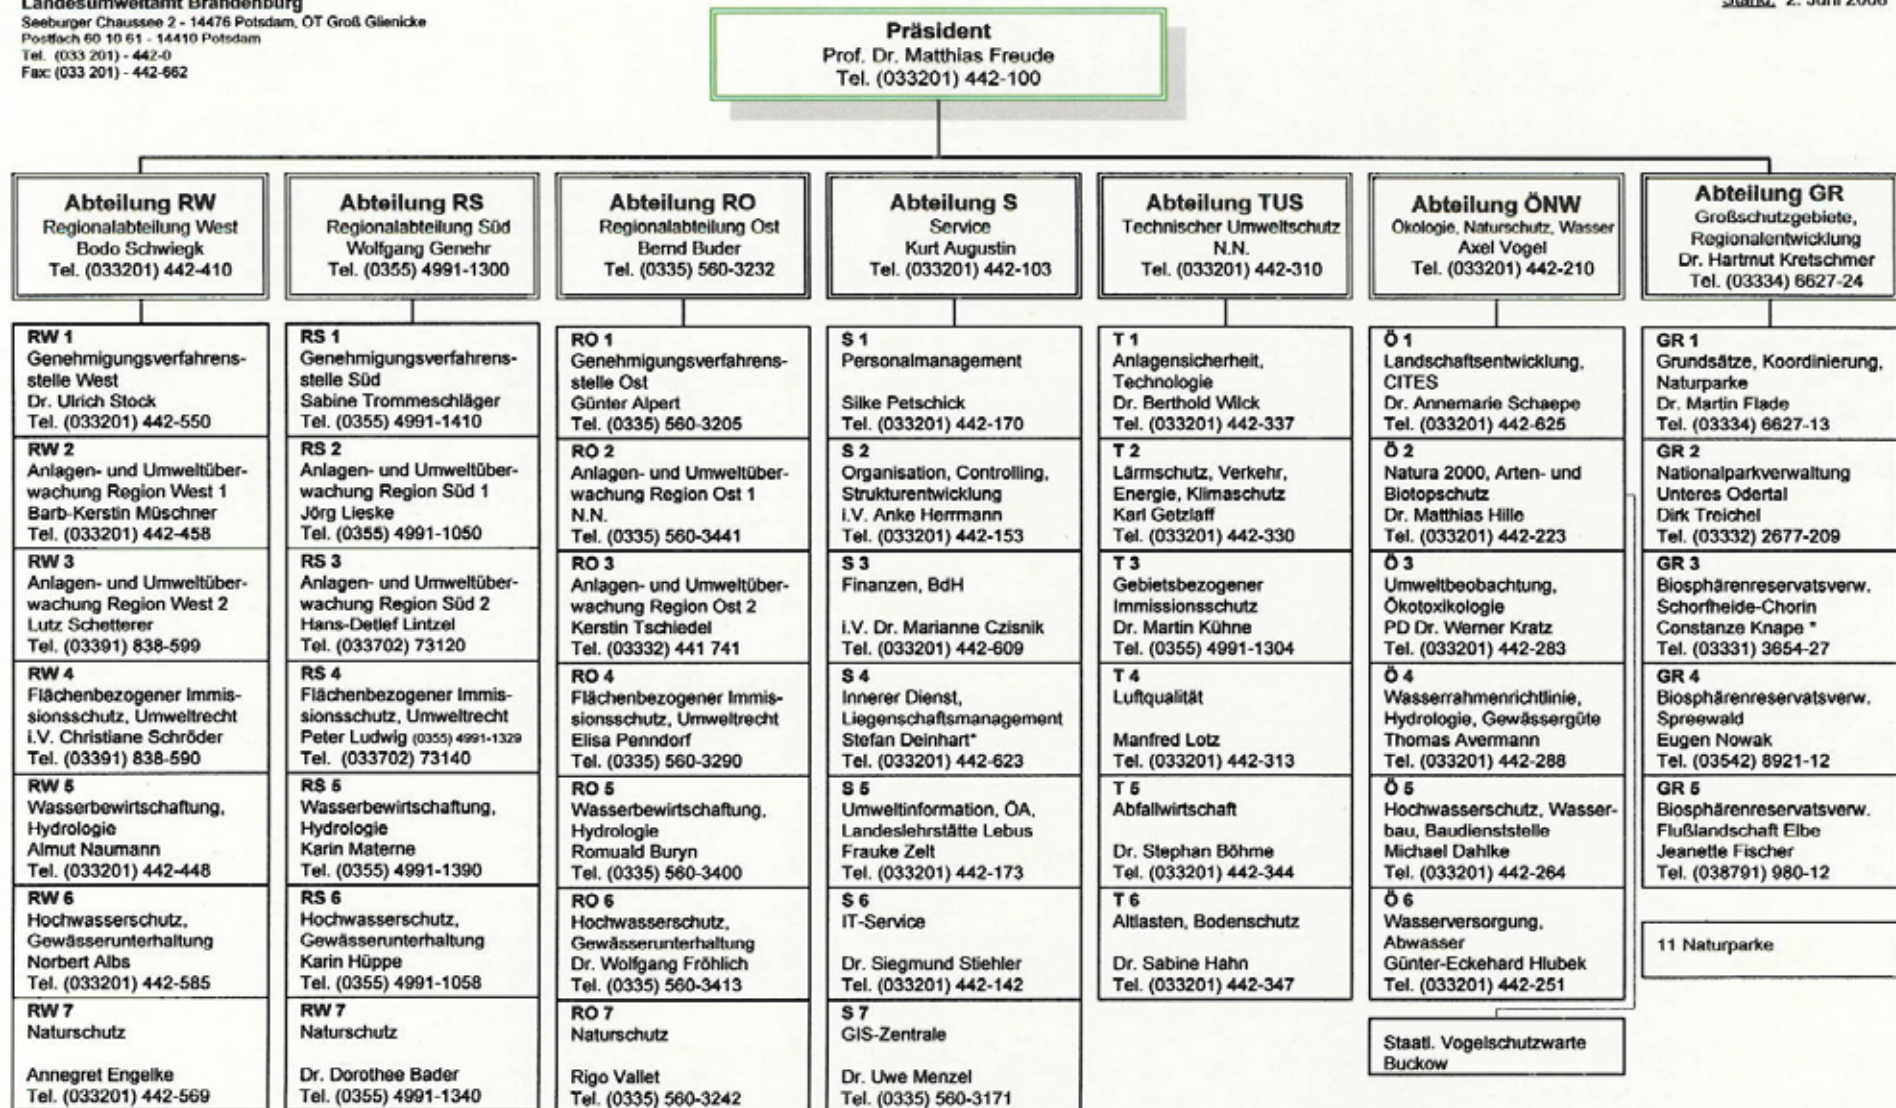 Landesumweltamt Brandenburg
Seeburger Chaussee 2 - 14476 Potsdam, OT Groß Glienicke
Postfach 60 10 61 - 14410 Potsdam
Tel. (033 201) - 442-0
Fax: (033 201) - 442-662
Stand: 2. Juni 2008
Präsident
Prof. Dr. Matthias Freude
Tel. (033201) 442-100
Abteilung RW
Regionalabteilung West
Bodo Schwiegk
Tel. (033201) 442-410
RW 1
Genehmigungsverfahrens-
stelle West
Dr. Ulrich Stock
Tel. (033201) 442-550
RW 2
Anlagen- und Umweltüber-
wachung Region West 1
Barb-Kerstin Müschner
Tel. (033201) 442-458
RW 3
Anlagen- und Umweltüber-
wachung Region West 2
Lutz Schetterer
Tel. (03391) 838-599
RW 4
Flächenbezogener Immis-
sionsschutz, Umweltrecht
i.V. Christiane Schröder
Tel. (03391) 838-590
RW 5
Wasserbewirtschaftung,
Hydrologie
Almut Naumann
Tel. (033201) 442-448
RW 6
Hochwasserschutz,
Gewässerunterhaltung
Norbert Albs
Tel. (033201) 442-585
RW 7
Naturschutz
Annegret Engelke
Tel. (033201) 442-569
Abteilung RS
Regionalabteilung Süd
Wolfgang Genehr
Tel. (0355) 4991-1300
RS 1
Genehmigungsverfahrens-
stelle Süd
Sabine Trommeschläger
Tel. (0355) 4991-1410
RS 2
Anlagen- und Umweltüber-
wachung Region Süd 1
Jörg Lieske
Tel. (0355) 4991-1050
RS 3
Anlagen- und Umweltüber-
wachung Region Süd 2
Hans-Detlef Lintzel
Tel. (033702) 73120
RS 4
Flächenbezogener Immis-
sionsschutz, Umweltrecht
Peter Ludwig (0355) 4991-1329
Tel. (033702) 73140
RS 5
Wasserbewirtschaftung,
Hydrologie
Karin Materne
Tel. (0355) 4991-1390
RS 6
Hochwasserschutz,
Gewässerunterhaltung
Karin Hüppe
Tel. (0355) 4991-1058
RW 7
Naturschutz
Dr. Dorothee Bader
Tel. (0355) 4991-1340
Abteilung RO
Regionalabteilung Ost
Bernd Buder
Tel. (0335) 560-3232
RO 1
Genehmigungsverfahrens-
stelle Ost
Günter Alpert
Tel. (0335) 560-3205
RO 2
Anlagen- und Umweltüber-
wachung Region Ost 1
N.N.
Tel. (0335) 560-3441
RO 3
Anlagen- und Umweltüber-
wachung Region Ost 2
Kerstin Tschiedel
Tel. (03332) 441 741
RO 4
Flächenbezogener Immis-
sionsschutz, Umweltrecht
Elisa Penndorf
Tel. (0335) 560-3290
RO 5
Wasserbewirtschaftung,
Hydrologie
Romuald Buryn
Tel. (0335) 560-3400
RO 6
Hochwasserschutz,
Gewässerunterhaltung
Dr. Wolfgang Fröhlich
Tel. (0335) 560-3413
RO 7
Naturschutz
Rigo Vallet
Tel. (0335) 560-3242
Abteilung S
Service
Kurt Augustin
Tel. (033201) 442-103
S 1
Personalmanagement
Silke Petschick
Tel. (033201) 442-170
S 2
Organisation, Controlling,
Strukturentwicklung
i.V. Anke Herrmann
Tel. (033201) 442-153
S 3
Finanzen, BdH
i.V. Dr. Marianne Czisnik
Tel. (033201) 442-609
S 4
Innerer Dienst,
Liegenschaftsmanagement
Stefan Deinhart*
Tel. (033201) 442-623
S 5
Umweltinformation, ÖA,
Landeslehrstätte Lebus
Frauke Zelt
Tel. (033201) 442-173
S 6
IT-Service
Dr. Siegmund Stiehler
Tel. (033201) 442-142
S 7
GIS-Zentrale
Dr. Uwe Menzel
Tel. (0335) 560-3171
Abteilung TUS
Technischer Umweltschutz
N.N.
Tel. (033201) 442-310
T 1
Anlagensicherheit,
Technologie
Dr. Berthold Wilck
Tel. (033201) 442-337
T 2
Lärmschutz, Verkehr,
Energie, Klimaschutz
Karl Getzlaff
Tel. (033201) 442-330
T 3
Gebietsbezogener
Immissionsschutz
Dr. Martin Kühne
Tel. (0355) 4991-1304
T 4
Luftqualität
Manfred Lotz
Tel. (033201) 442-313
T 5
Abfallwirtschaft
Dr. Stephan Böhme
Tel. (033201) 442-344
T 6
Altlasten, Bodenschutz
Dr. Sabine Hahn
Tel. (033201) 442-347
Abteilung ÖNW
Ökologie, Naturschutz, Wasser
Axel Vogel
Tel. (033201) 442-210
Ö 1
Landschaftsentwicklung,
CITES
Dr. Annemarie Schaepe
Tel. (033201) 442-625
Ö 2
Natura 2000, Arten- und
Biotopschutz
Dr. Matthias Hille
Tel. (033201) 442-223
Ö 3
Umweltbeobachtung,
Ökotoxikologie
PD Dr. Werner Kratz
Tel. (033201) 442-283
Ö 4
Wasserrahmenrichtlinie,
Hydrologie, Gewässergüte
Thomas Avermann
Tel. (033201) 442-288
Ö 5
Hochwasserschutz, Wasser-
bau, Baudienststelle
Michael Dahlke
Tel. (033201) 442-264
Ö 6
Wasserversorgung,
Abwasser
Günter-Eckehard Hlubek
Tel. (033201) 442-251
Staatl. Vogelschutzwarte
Buckow
Abteilung GR
Großschutzgebiete,
Regionalentwicklung
Dr. Hartmut Kretschmer
Tel. (03334) 6627-24
GR 1
Grundsätze, Koordinierung,
Naturparke
Dr. Martin Flade
Tel. (03334) 6627-13
GR 2
Nationalparkverwaltung
Unteres Odertal
Dirk Treichel
Tel. (03332) 2677-209
GR 3
Biosphärenreservatsverw.
Schorfheide-Chorin
Constanze Knape *
Tel. (03331) 3654-27
GR 4
Biosphärenreservatsverw.
Spreewald
Eugen Nowak
Tel. (03542) 8921-12
GR 5
Biosphärenreservatsverw.
Flußlandschaft Elbe
Jeanette Fischer
Tel. (038791) 980-12
11 Naturparke